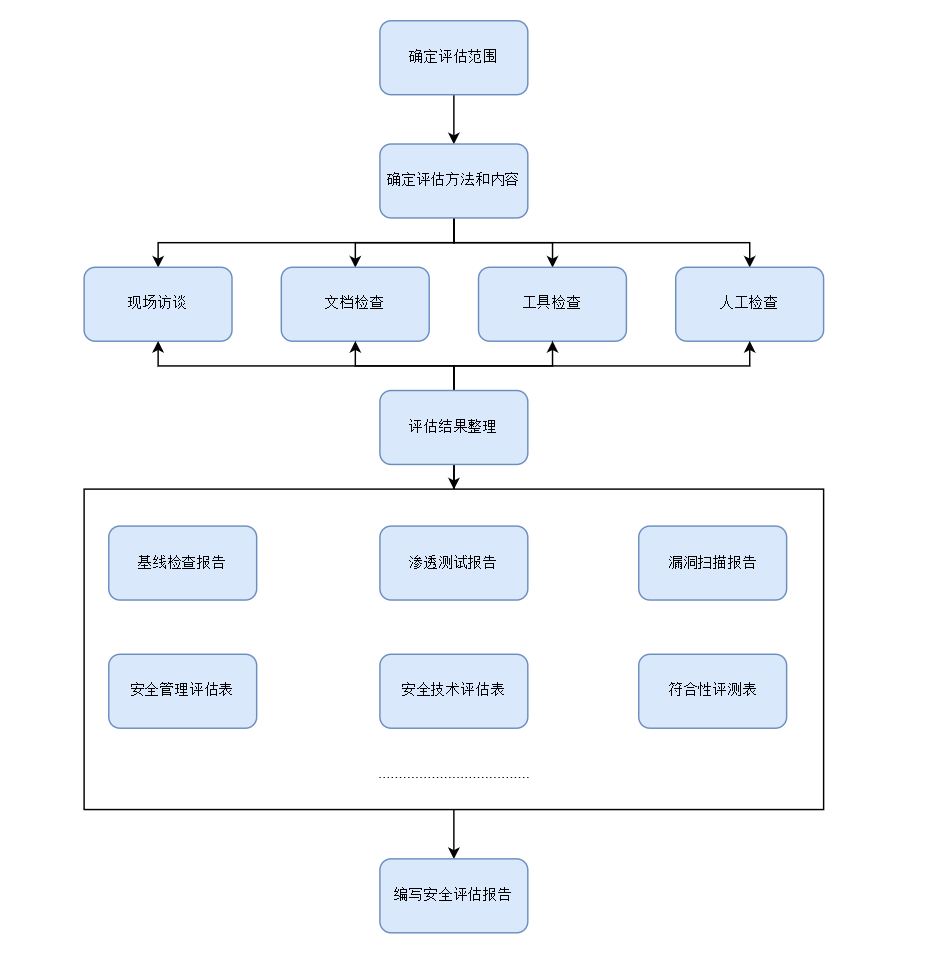 确定评估范围
确定评估方法和内容
现场访谈
文档检查
工具检查
人工检查
评估结果整理
基线检查报告
渗透测试报告
漏洞扫描报告
安全管理评估表
安全技术评估表
符合性评测表
编写安全评估报告